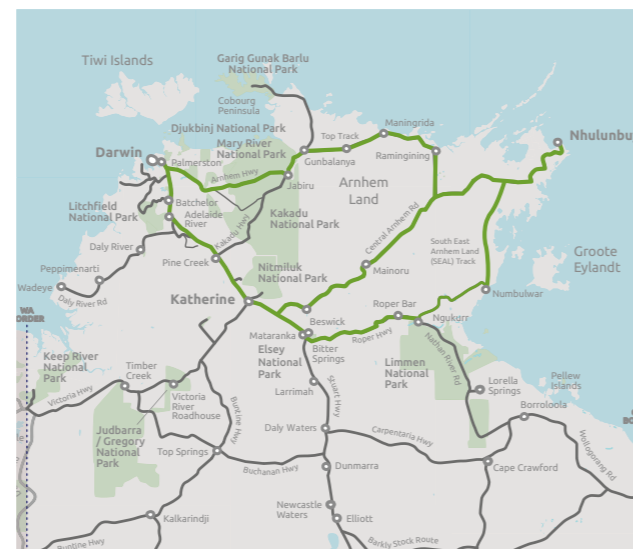 Tiwi Islands
Garig Gunak Barlu
National Park
Cobourg
Peninsula
Djukbinj National Park
Mary River
National Park
Top Track
Maningrida
Nhulunbu
Darwin
Palmerston
Arnhem Hwy
Gunbalanya
Ramingining
Jabiru
Arnhem
Land
Litchfield
National Park
Batchelor
Adelaide
River
Kakadu
National Park
Kakadu Hwy
Central Arnhem Rd
Daly River
Pine Creek
South East
Arnhem Land
(SEAL) Track
Groote
Eylandt
Peppimenarti
Nitmiluk
National Park
Mainoru
Wadeye
Daly River Rd
Katherine
Numbulwar
WA
ORDER
Beswick
Roper Bar
Ngukurr
Mataranka
Bitter
Springs
Roper Hwy
Keep River
National
Park
Elsey
National
Park
Limmen
National
Park
Nathan River Rd
Timber
Creek
Victoria Hwy
Larrimah
Stuart Hwy
Lorella
Springs
Pellew
Islands
Victoria
River
Roadhouse
Buntine Hwy
Borroloola
Judbarra
/ Gregory
National
Park
Daly Waters
Carpentaria Hwy
Wollogorang Rd
BO
Top Springs
Buchanan Hwy
Dunmarra
Cape Crawford
Newcastle
Waters
Kalkarindji
Elliott
Buntine Hwy
Barkly Stock Route